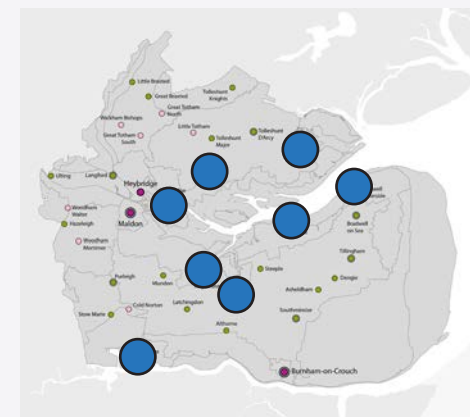 Little Braxted
Great Braxted
Tolleshunt
Knights
Great Totham
North
Wickham Bishops
Great Totham
South
Little Totham
Tolleshunt
Major
Tolleshunt
D'Arcy
Ulting
Langford
Heybridge
Woodham
Walter
Hazeleigh
Maldon
Woodham
Mortimer
Bradwell
on Sea
Tillingham
Steeple
Dengie
Asheldham
Purleigh
Mundon
Cold Norton
Latchingdon
Stow Maries
Althorne
Southminster
Burnham-on-Crouch